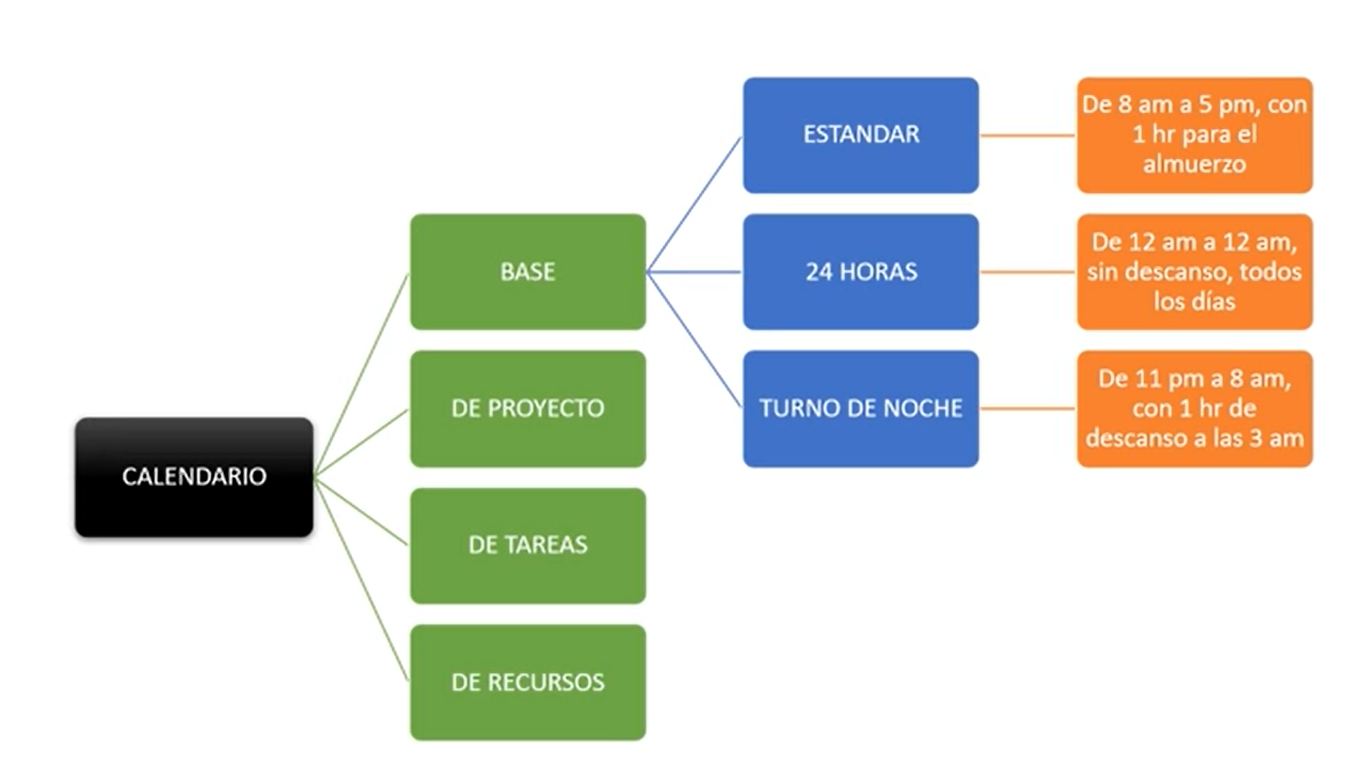 CALENDARIO
BASE
DE PROYECTO
DE TAREAS
DE RECURSOS
ESTANDAR
24 HORAS
TURNO DE NOCHE
De 8 am a 5 pm, con
1 hr para el
almuerzo
De 12 am a 12 am,
sin descanso, todos
los días
De 11 pm a 8 am,
con 1 hr de
descanso a las 3 am